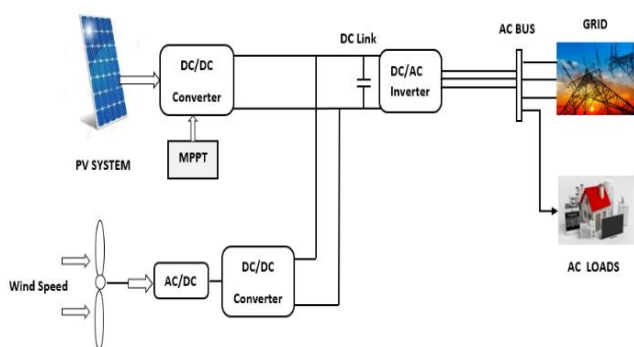 AC BUS
GRID
DC Link
DC/DC
Converter
DC/AC
Inverter
PV SYSTEM
MPPT
AC LOADS
Wind Speed
AC/DC
DC/DC
Converter